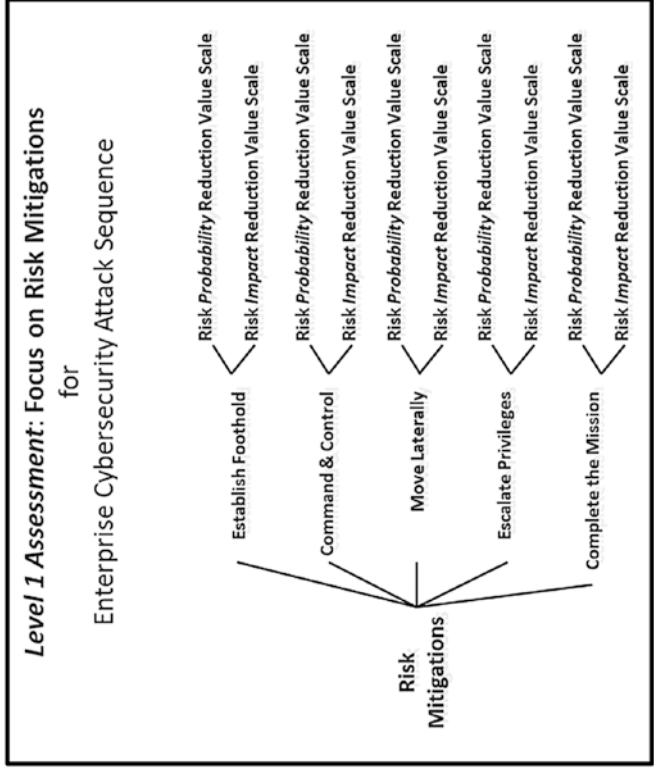 Level 1 Assessment: Focus on Risk Mitigations
for
Enterprise Cybersecurity Attack Sequence
Risk
Mitigations
Establish Foothold
Risk Probability Reduction Value Scale
Risk Impact Reduction Value Scale
Command & Control
Risk Probability Reduction Value Scale
Risk Impact Reduction Value Scale
Move Laterally
Risk Probability Reduction Value Scale
Risk Impact Reduction Value Scale
Escalate Privileges
Risk Probability Reduction Value Scale
Risk Impact Reduction Value Scale
Complete the Mission
Risk Probability Reduction Value Scale
Risk Impact Reduction Value Scale